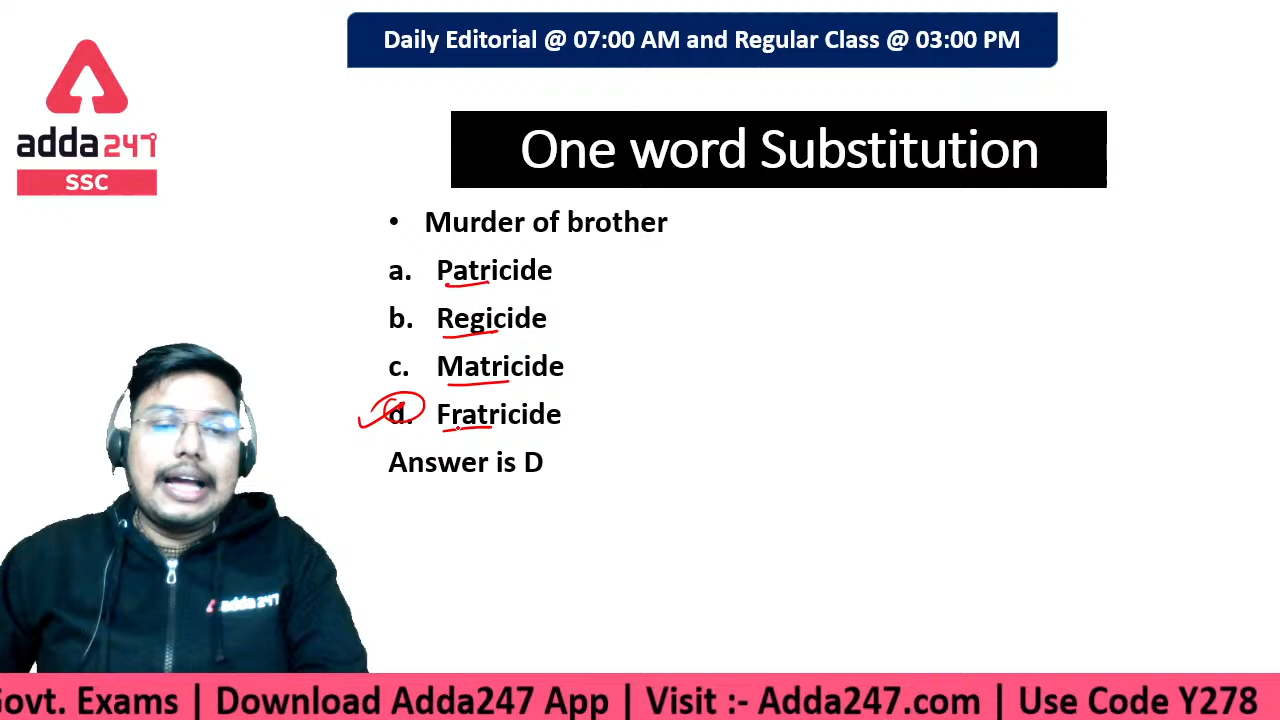 Daily Editorial @ 07:00 AM and Regular Class @ 03:00 PM
adda247
SSC
One word Substitution
• Murder of brother
a. Patricide
b. Regicide
c. Matricide
d. Fratricide
Answer is D
adda247
Govt. Exams | Download Adda247 App | Visit :- Adda247.com | Use Code Y278